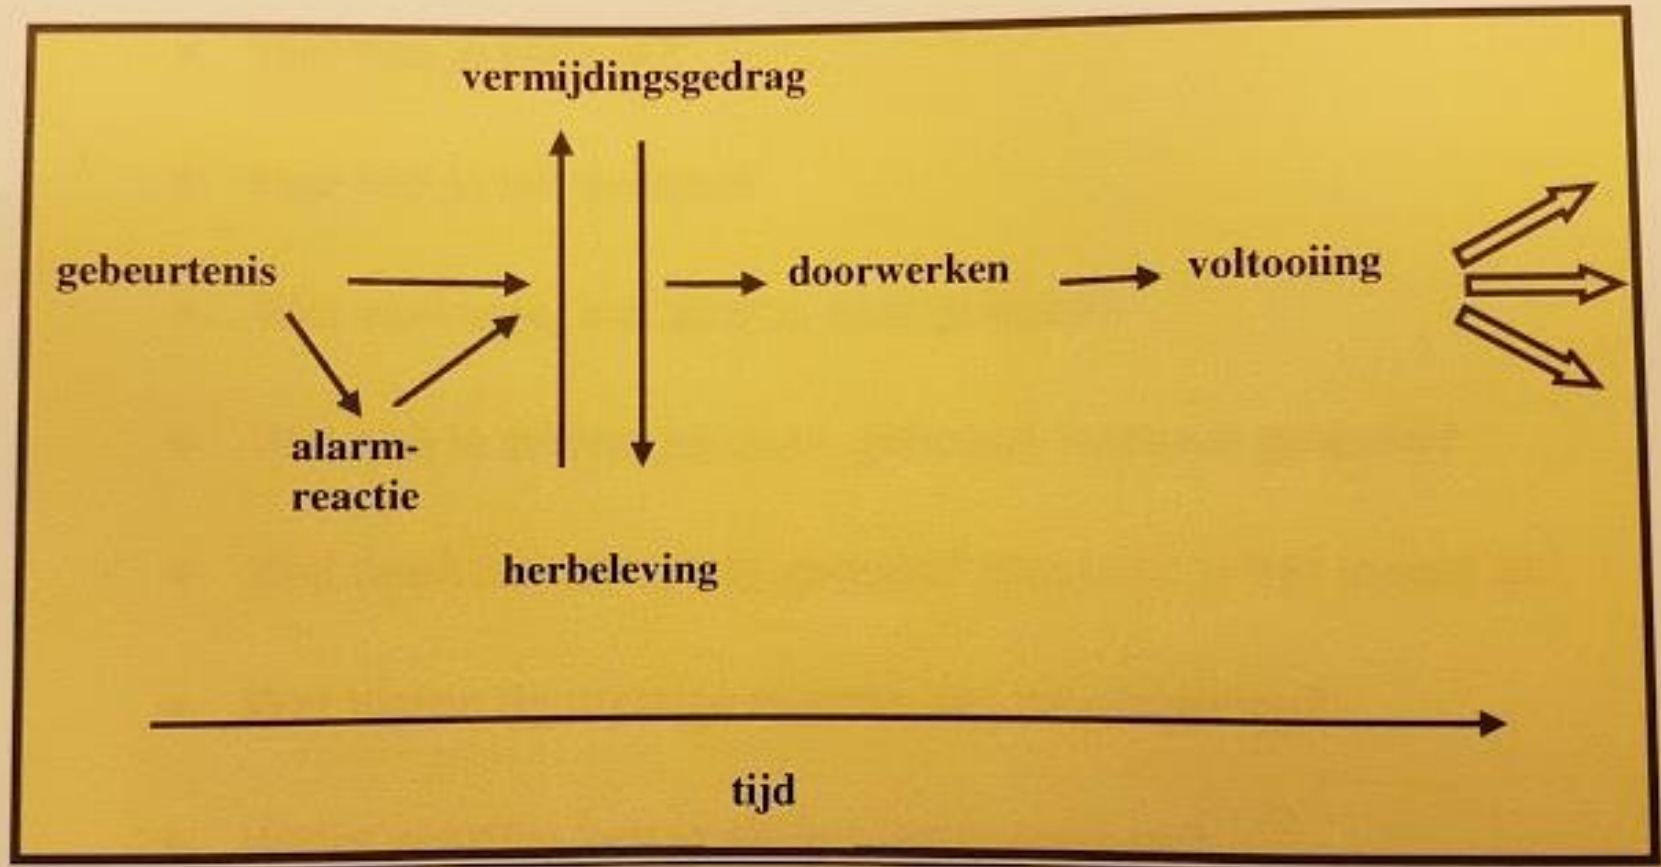 vermijdingsgedrag
gebeurtenis
doorwerken
voltooiing
alarm-
reactie
herbeleving
tijd